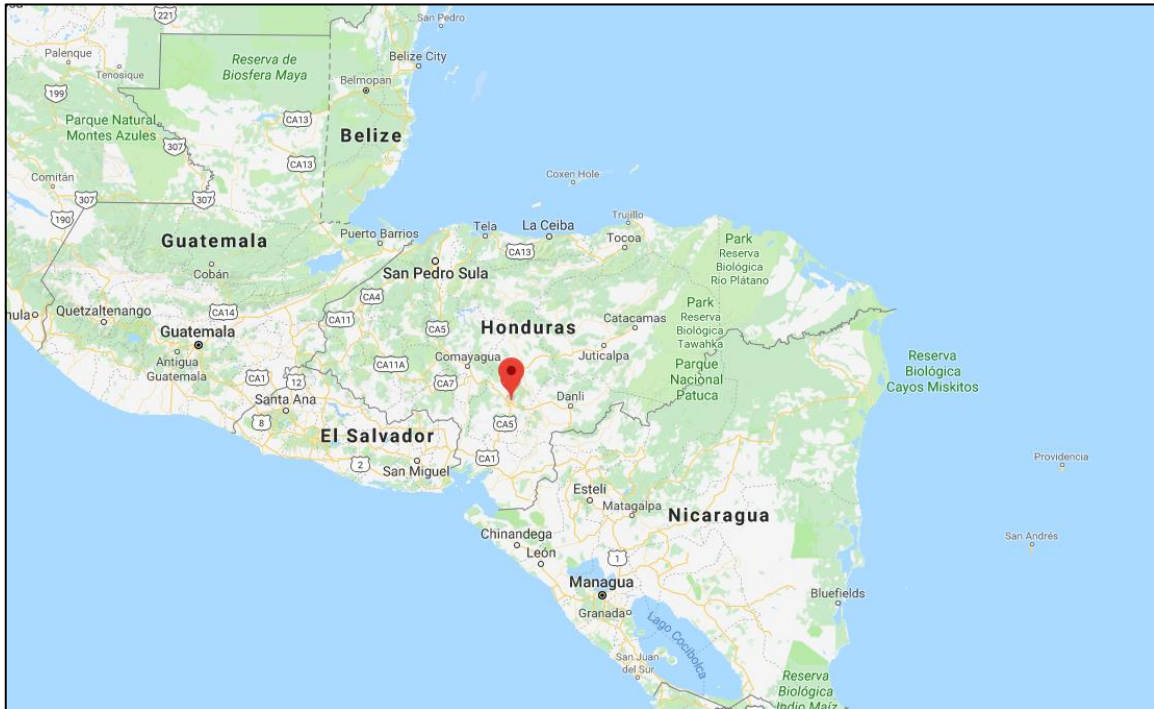 221
San Pedro
Palenque
Tenosique
Reserva de
Biosfera Maya
Belize City
Belmopan
199
CA13
Parque Natural
Montes Azules
307
Belize
CA13
Comitán
307
307
Coxen Hole
190
Guatemala
Puerto Barrios
Tela
La Ceiba
Trujillo
Tocoa
CA13
Park
Reserva
Biológica
Río Plátano
Cobán
San Pedro Sula
CA4
Quetzaltenango
CA14
CA11
CA5
Honduras
Catacamas
Park
Reserva
Biológica
Tawahka
Guatemala
Antigua
Guatemala
CA11A
Comayagua
Juticalpa
Parque
Nacional
Patuca
Reserva
Biológica
Cayos Miskitos
CA1
12
CA7
Santa Ana
Danli
8
CA5
El Salvador
2
San Miguel
CA1
Providencia
Esteli
Matagalpa
Nicaragua
Chinandega
León
1
San Andrés
Managua
Granada
Bluefields
Lago Cocibolca
San Juan
del Sur
Reserva
Biológica
Indio Maíz